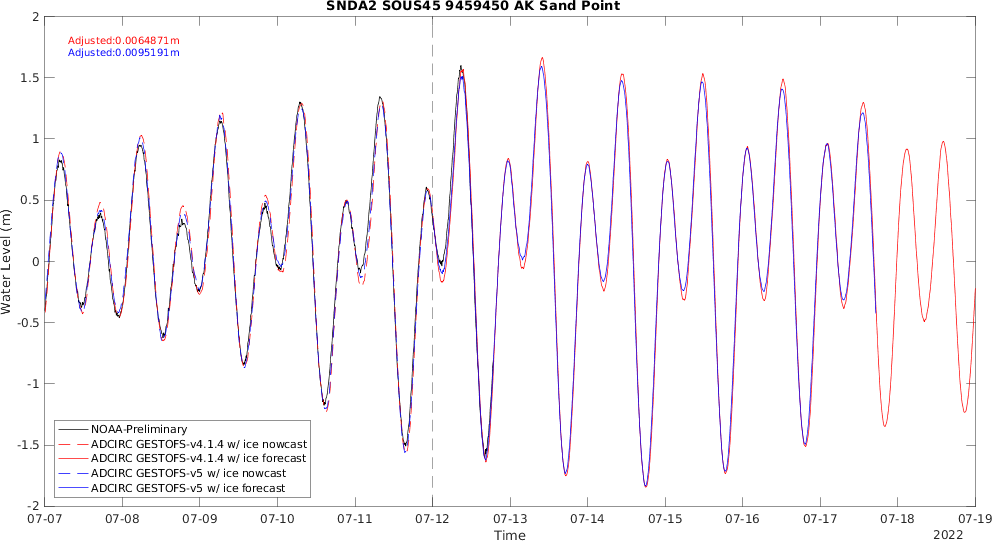 SNDA2 SOUS45 9459450 AK Sand Point
Adjusted:0.0064871m
Adjusted:0.0095191m
2
1.5
1
0.5
0
-0.5
-1
-1.5
-2
Water Level (m)
NOAA-Preliminary
ADCIRC GESTOFS-v4.1.4 w/ ice nowcast
ADCIRC GESTOFS-v4.1.4 w/ ice forecast
ADCIRC GESTOFS-v5 w/ ice nowcast
ADCIRC GESTOFS-v5 w/ ice forecast
07-07 07-08 07-09 07-10 07-11 07-12 07-13 07-14 07-15 07-16 07-17 07-18 07-19
Time
2022